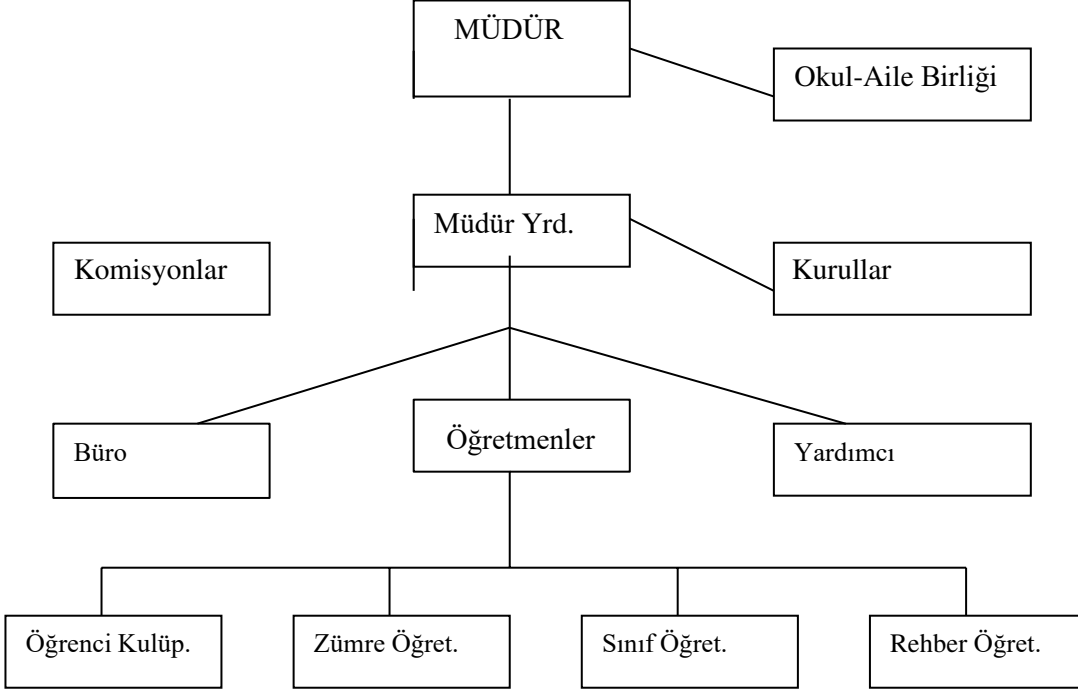 MÜDÜR
Okul-Aile Birliği
Müdür Yrd.
Komisyonlar
Kurullar
Büro
Öğretmenler
Yardımcı
Öğrenci Kulüp.
Zümre Öğret.
Sınıf Öğret.
Rehber Öğret.